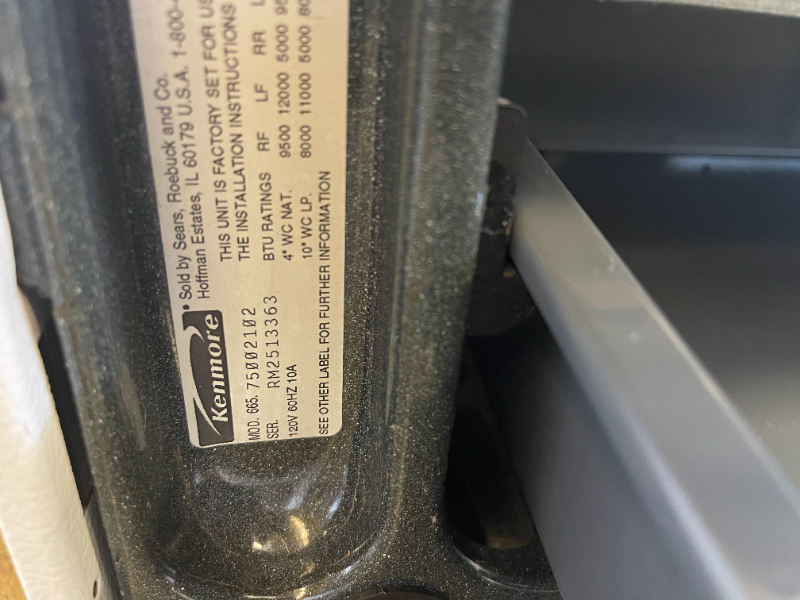 • Sold by Sears, Roebuck and Co.
Hoffman Estates, IL 60179 U.S.A. 1-800-
Kenmore
THIS UNIT IS FACTORY SET FOR
THE INSTALLATION INSTRUCTIONS
MOD. 665. 75002102
SER. RM2513363
120V 60HZ 10A
BTU RATINGS RF LF RR
4" WC NAT. 9500 12000 5000
10" WC LP. 8000 11000 5000
SEE OTHER LABEL FOR FURTHER INFORMATION